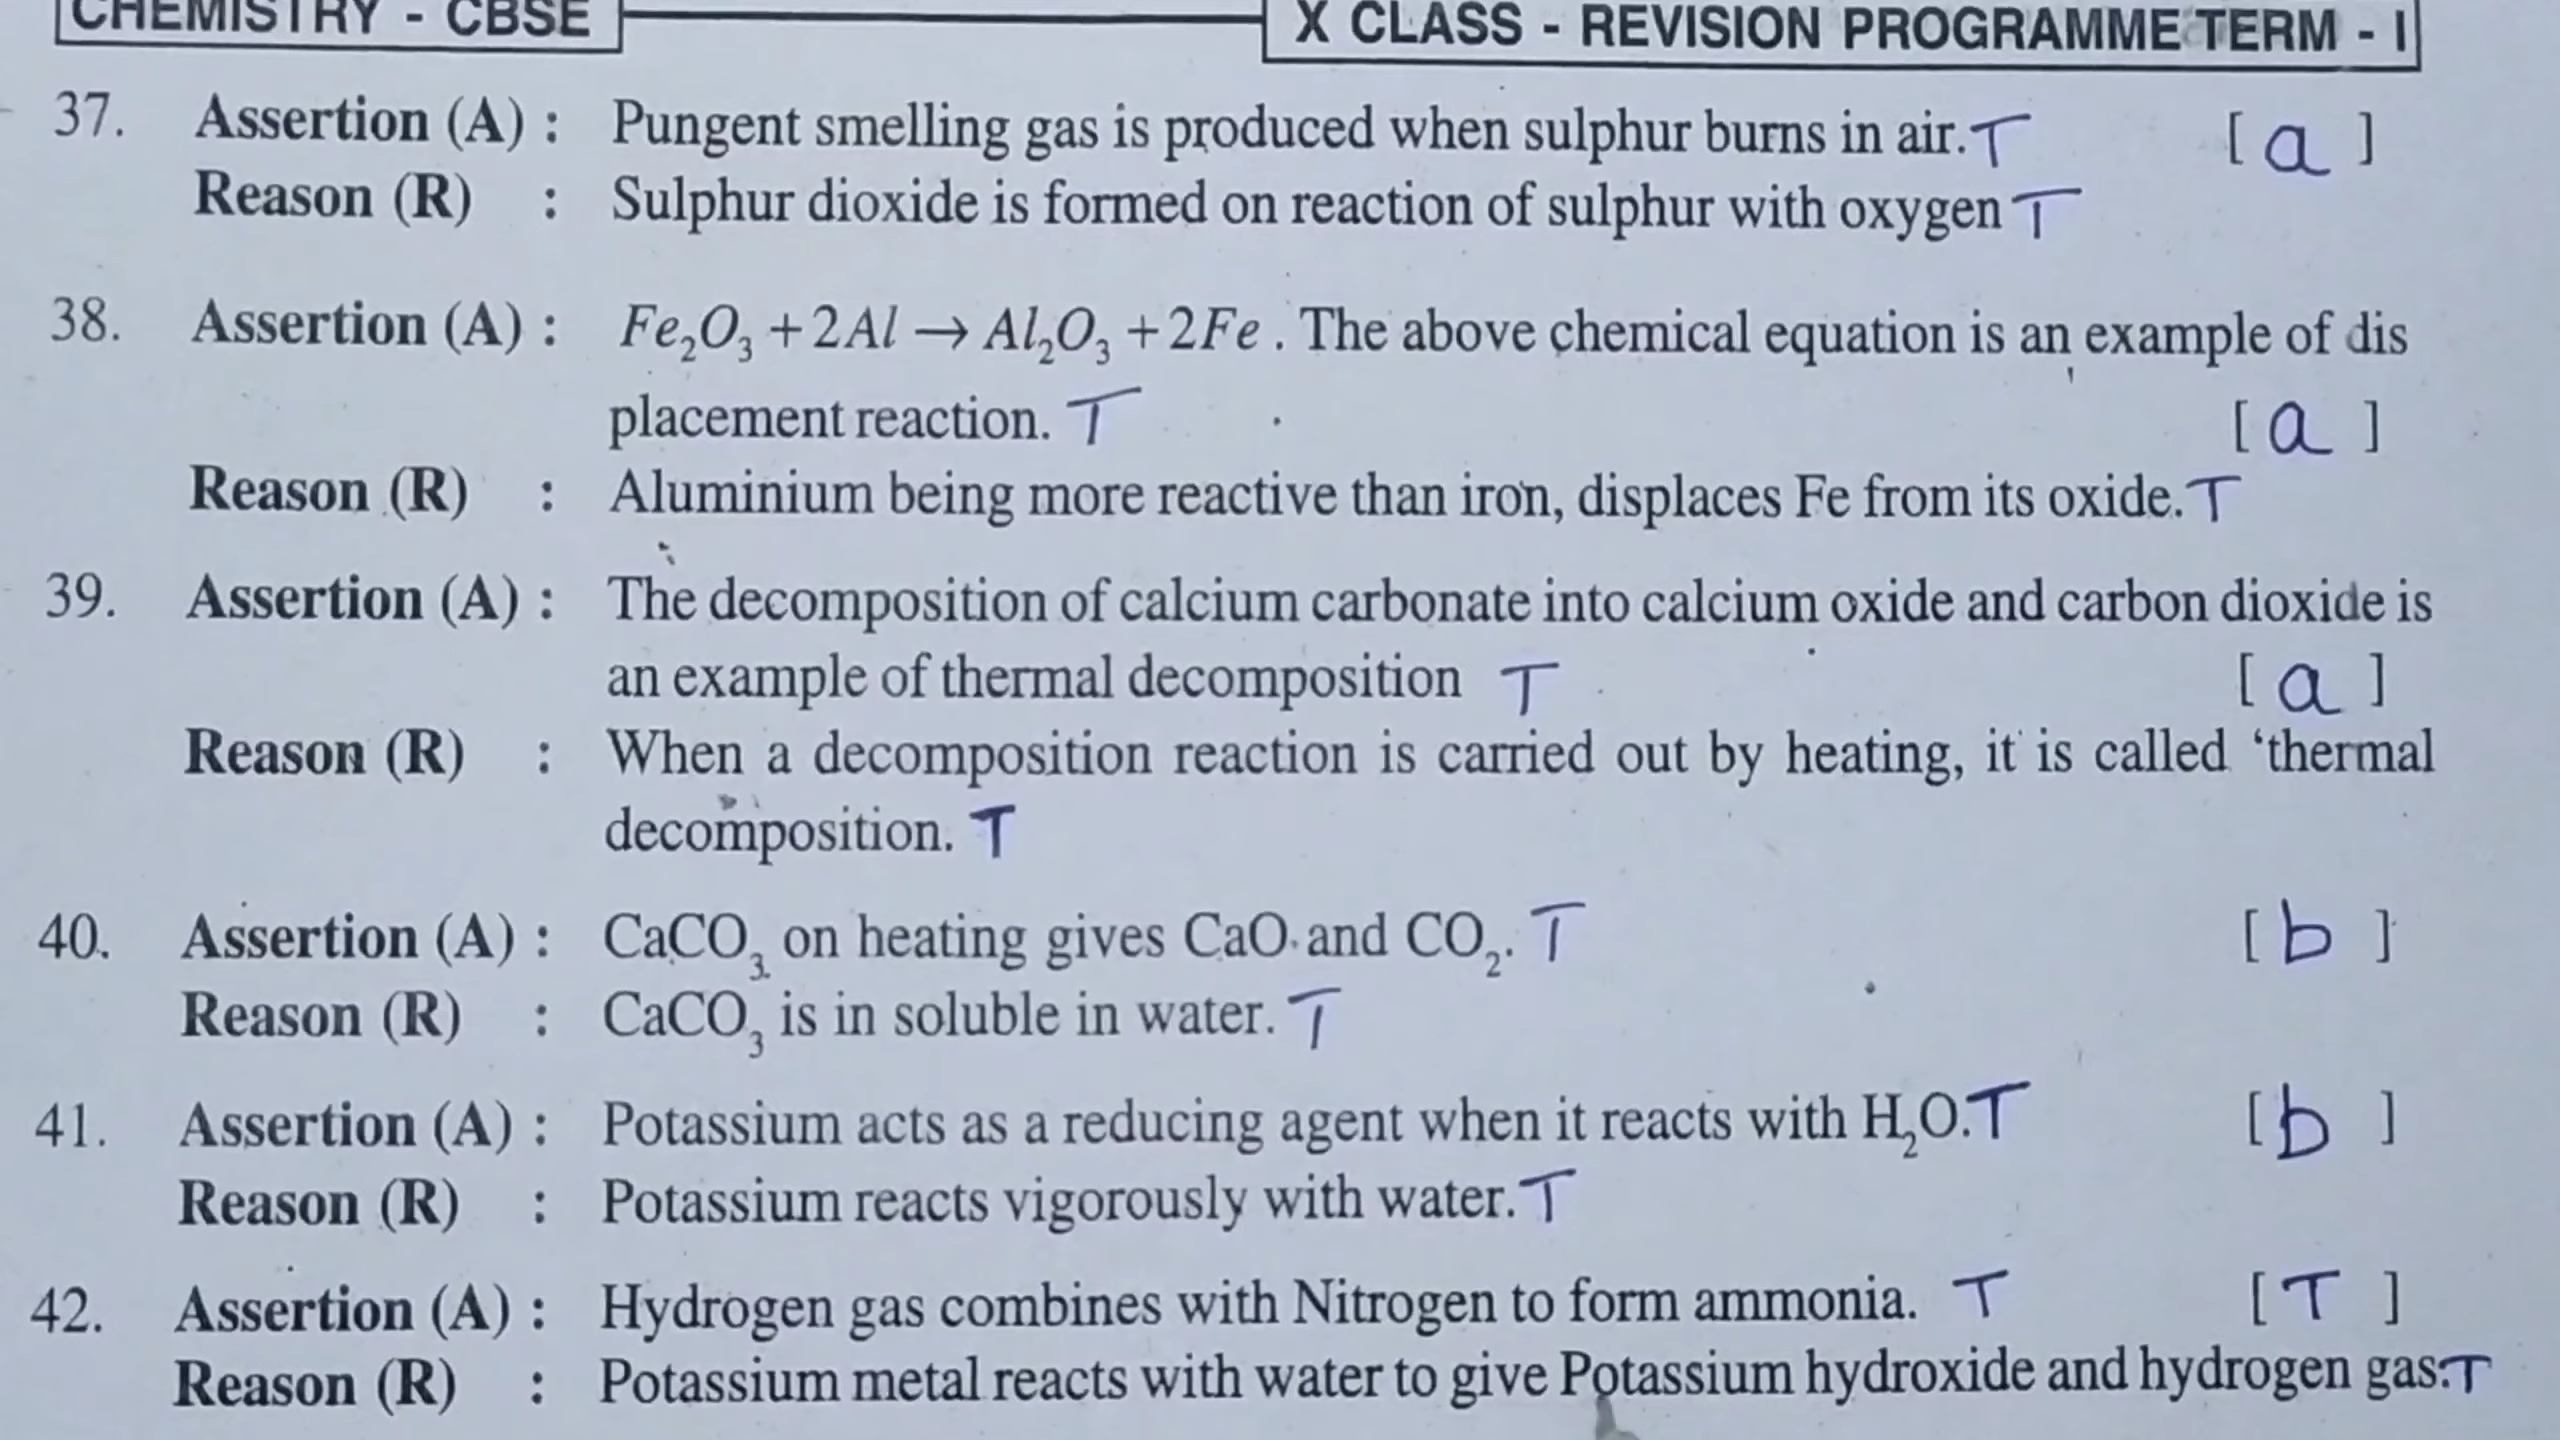 CHEMISTRY - CBSE X CLASS - REVISION PROGRAMME TERM - I
37. Assertion (A) : Pungent smelling gas is produced when sulphur burns in air. T [ a ]
Reason (R) : Sulphur dioxide is formed on reaction of sulphur with oxygen T
38. Assertion (A) : Fe₂O₃ + 2Al → Al₂O₃ + 2Fe . The above chemical equation is an example of dis
placement reaction. T [ a ]
Reason (R) : Aluminium being more reactive than iron, displaces Fe from its oxide. T
39. Assertion (A) : The decomposition of calcium carbonate into calcium oxide and carbon dioxide is
an example of thermal decomposition T [ a ]
Reason (R) : When a decomposition reaction is carried out by heating, it is called ‘thermal
decomposition. T
40. Assertion (A) : CaCO₃ on heating gives CaO and CO₂. T [ b ]
Reason (R) : CaCO₃ is in soluble in water. T
41. Assertion (A) : Potassium acts as a reducing agent when it reacts with H₂O. T [ b ]
Reason (R) : Potassium reacts vigorously with water. T
42. Assertion (A) : Hydrogen gas combines with Nitrogen to form ammonia. T [ T ]
Reason (R) : Potassium metal reacts with water to give Potassium hydroxide and hydrogen gas. T